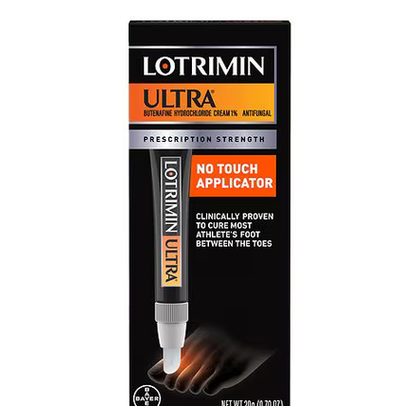 LOTRIMIN
ULTRA®
BUTENAFINE HYDROCHLORIDE CREAM 1% ANTIFUNGAL
PRESCRIPTION STRENGTH
NO TOUCH
APPLICATOR
LOTRIMIN ULTRA
CLINICALLY PROVEN
TO CURE MOST
ATHLETE'S FOOT
BETWEEN THE TOES
BAYER
NET WT 20g (0.70 OZ)